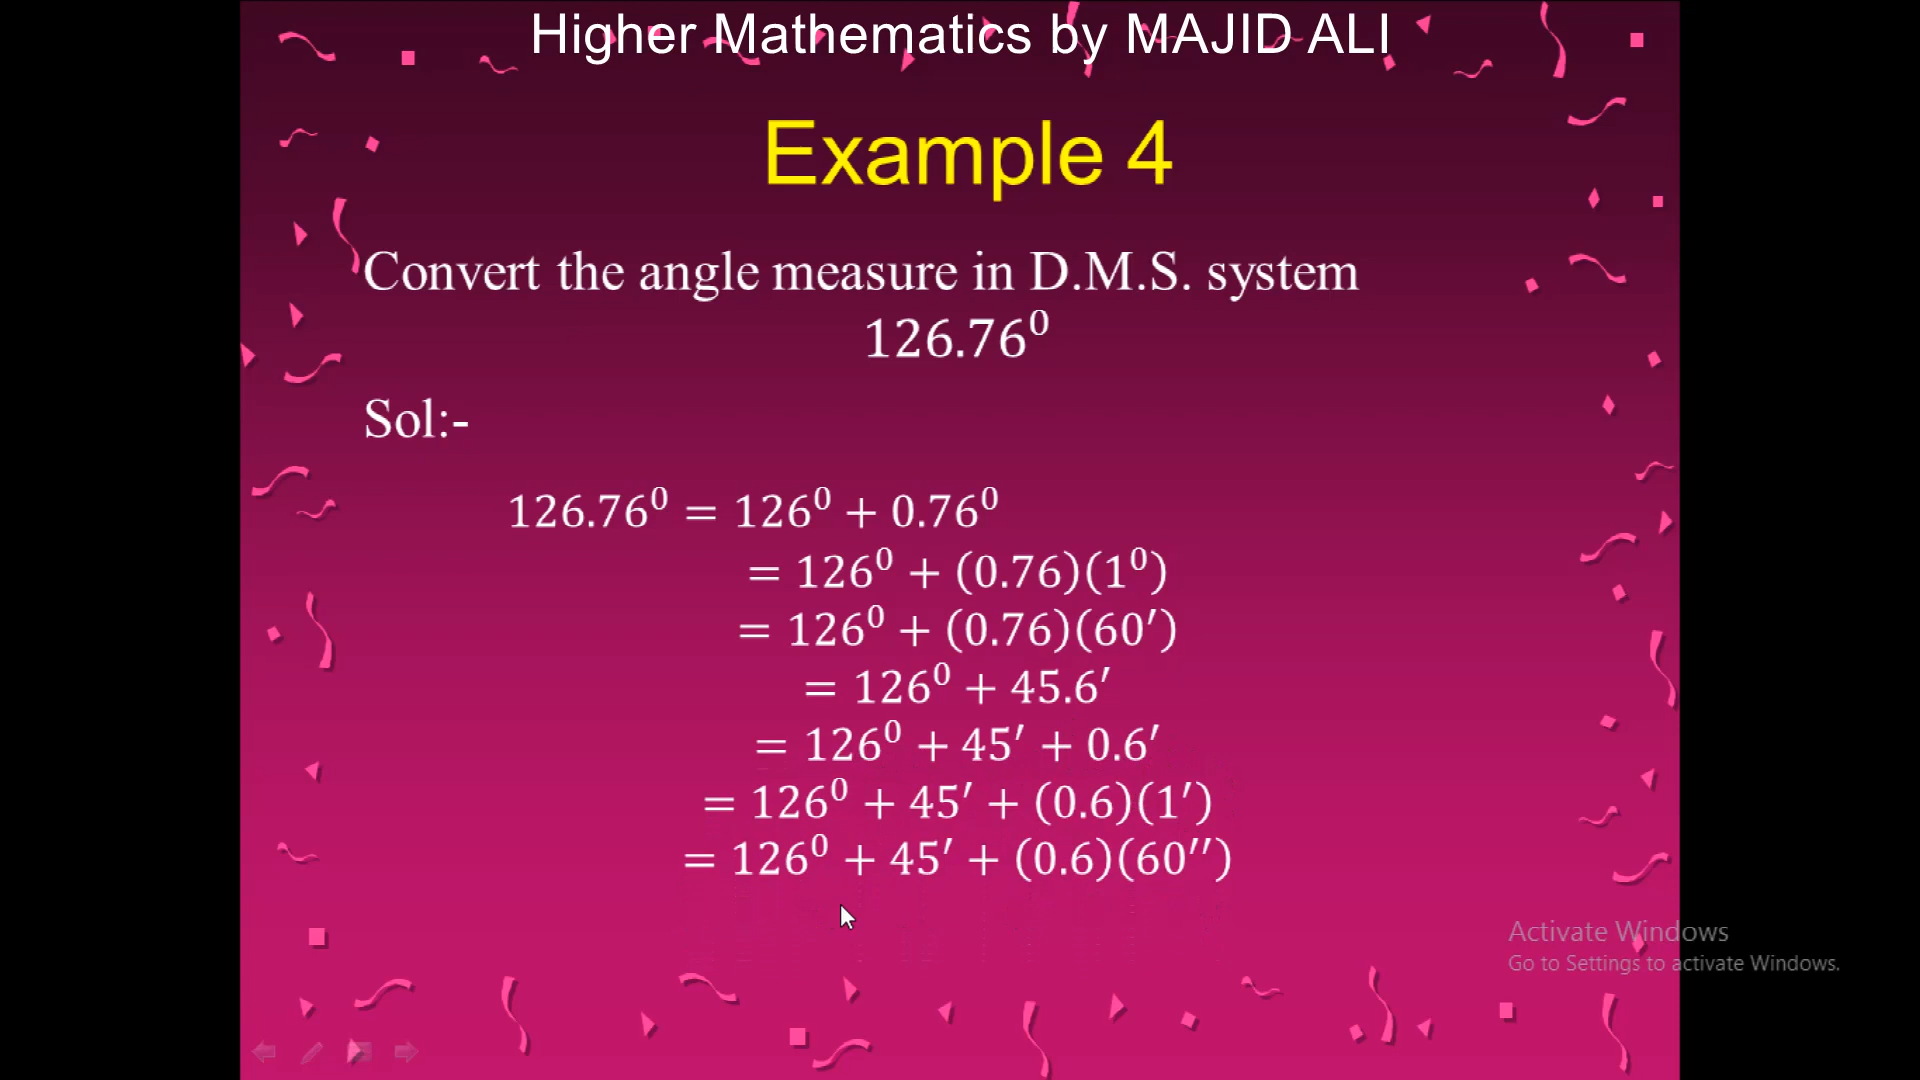 Higher Mathematics by MAJID ALI
Example 4
Convert the angle measure in D.M.S. system
126.76⁰
Sol:-
126.76⁰ = 126⁰ + 0.76⁰
= 126⁰ + (0.76)(1⁰)
= 126⁰ + (0.76)(60′)
= 126⁰ + 45.6′
= 126⁰ + 45′ + 0.6′
= 126⁰ + 45′ + (0.6)(1′)
= 126⁰ + 45′ + (0.6)(60′′)
Activate Windows
Go to Settings to activate Windows.